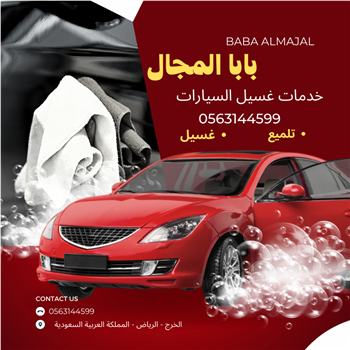 BABA ALMAJAL
بابا المجال
خدمات غسيل السيارات
0563144599
• تلميع • غسيل
CONTACT US
0563144599
الخرج - الرياض - المملكة العربية السعودية